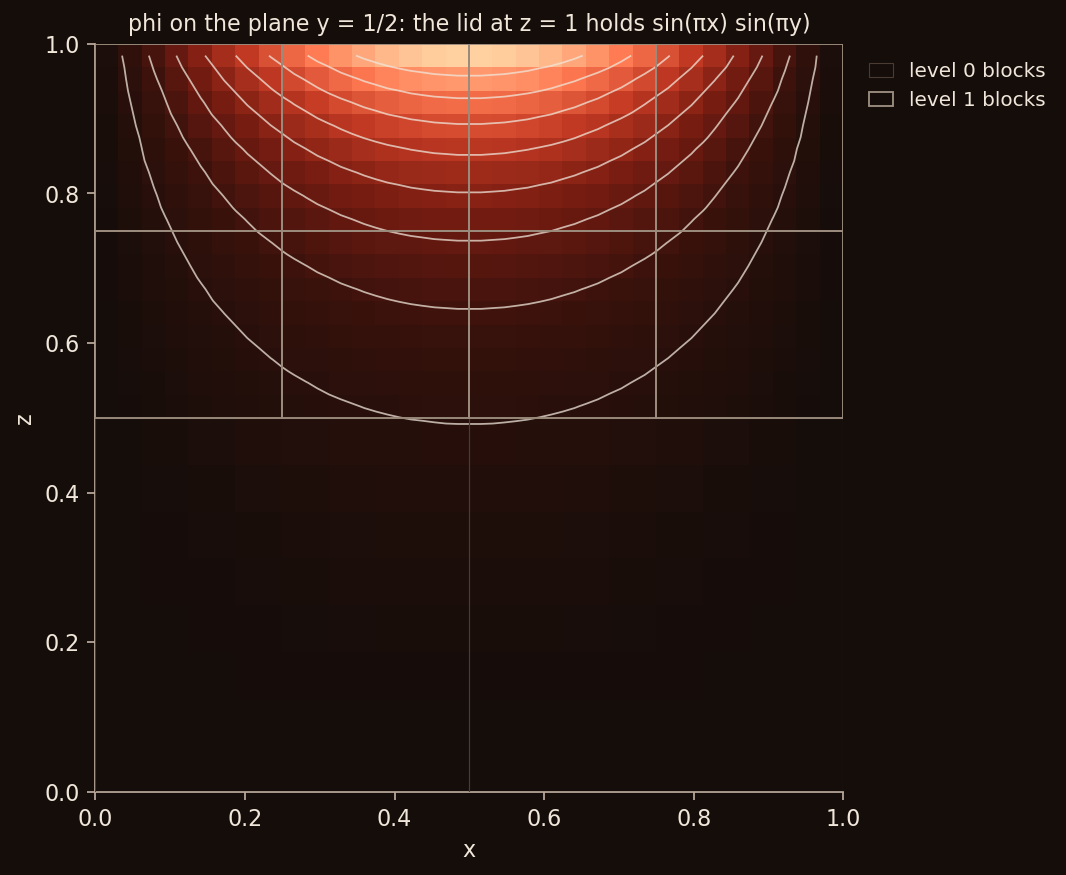 phi on the plane y = 1/2: the lid at z = 1 holds sin(πx) sin(πy)
level 0 blocks
level 1 blocks
1.0
0.8
0.6
0.4
0.2
0.0
z
0.0 0.2 0.4 0.6 0.8 1.0
x